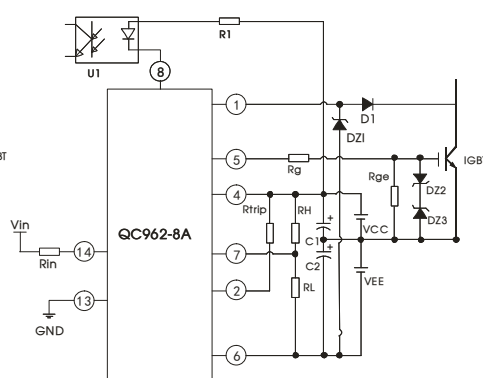 R1
U1
8
1
D1
DZ1
BT
5
Rg
Rge
IGBT
DZ2
4
Rtrip
RH
DZ3
Vin
QC962-8A
C1
+
VCC
14
Rin
7
+
C2
RL
VEE
13
2
GND
6